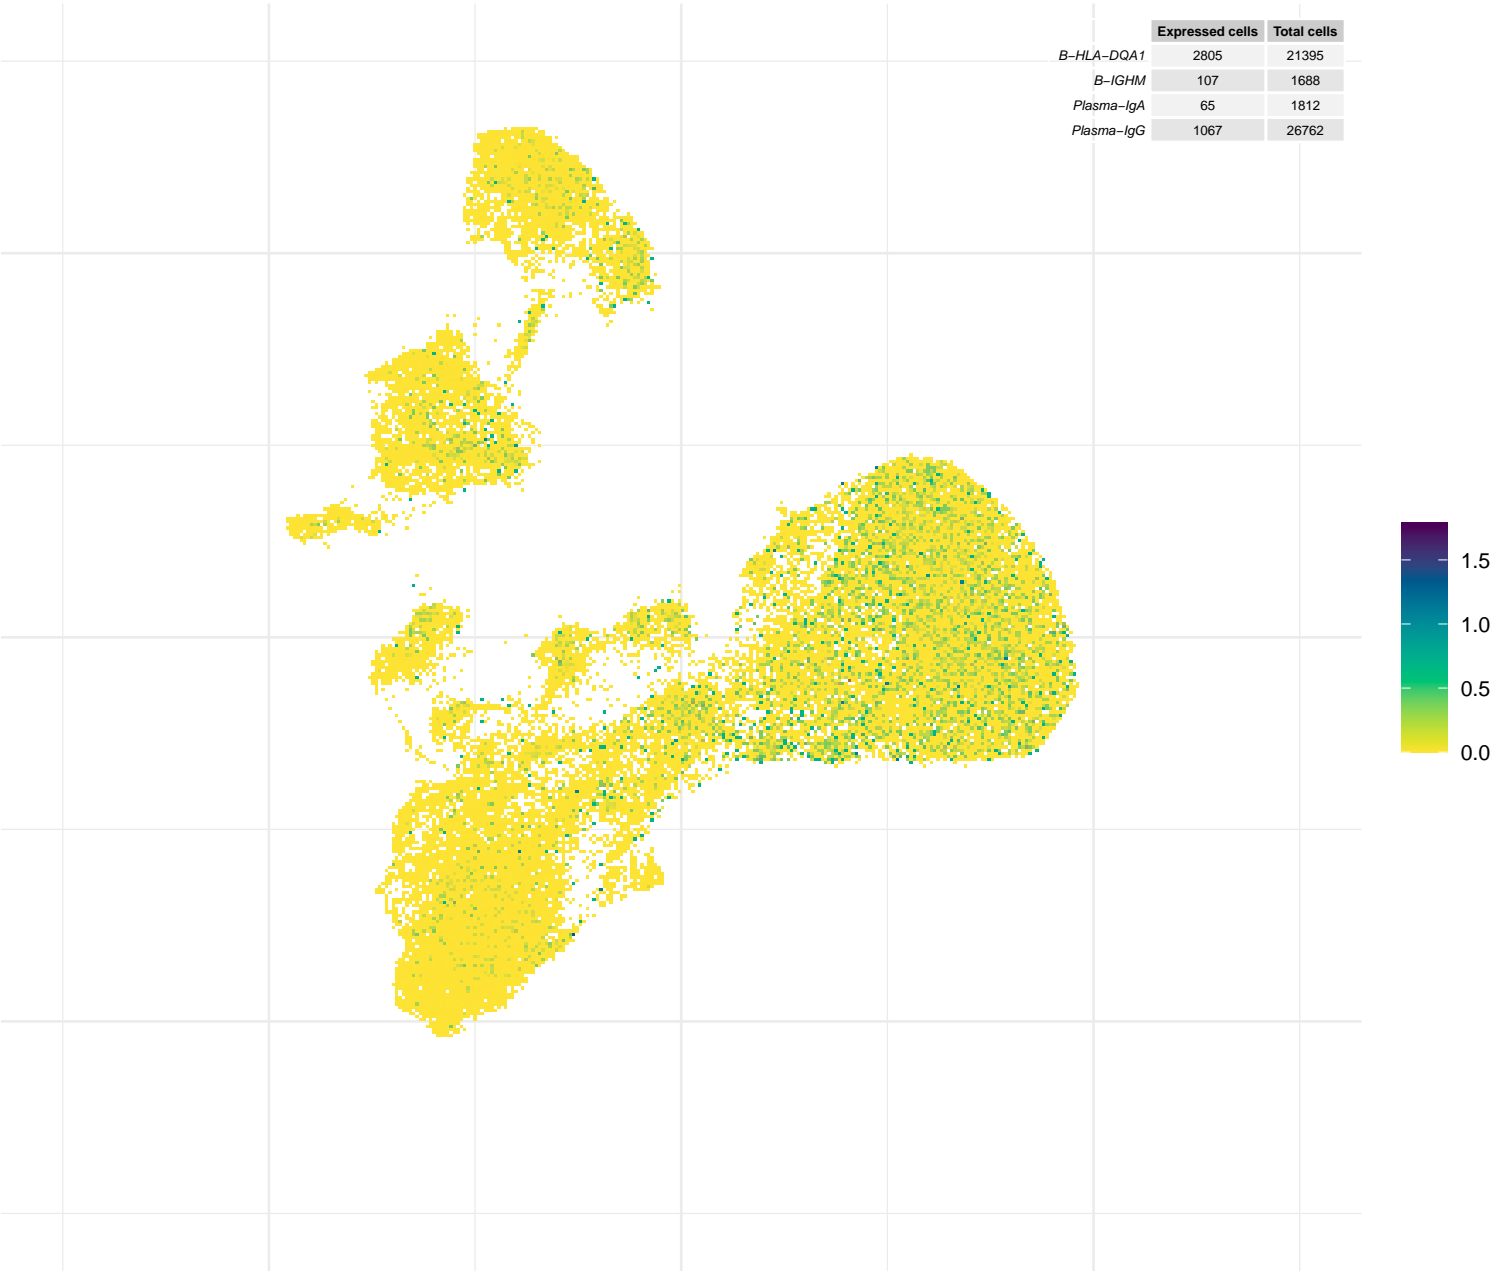 Expressed cells Total cells
B−HLA−DQA1 2805 21395
B−IGHM 107 1688
Plasma−IgA 65 1812
Plasma−IgG 1067 26762
1.5
1.0
0.5
0.0